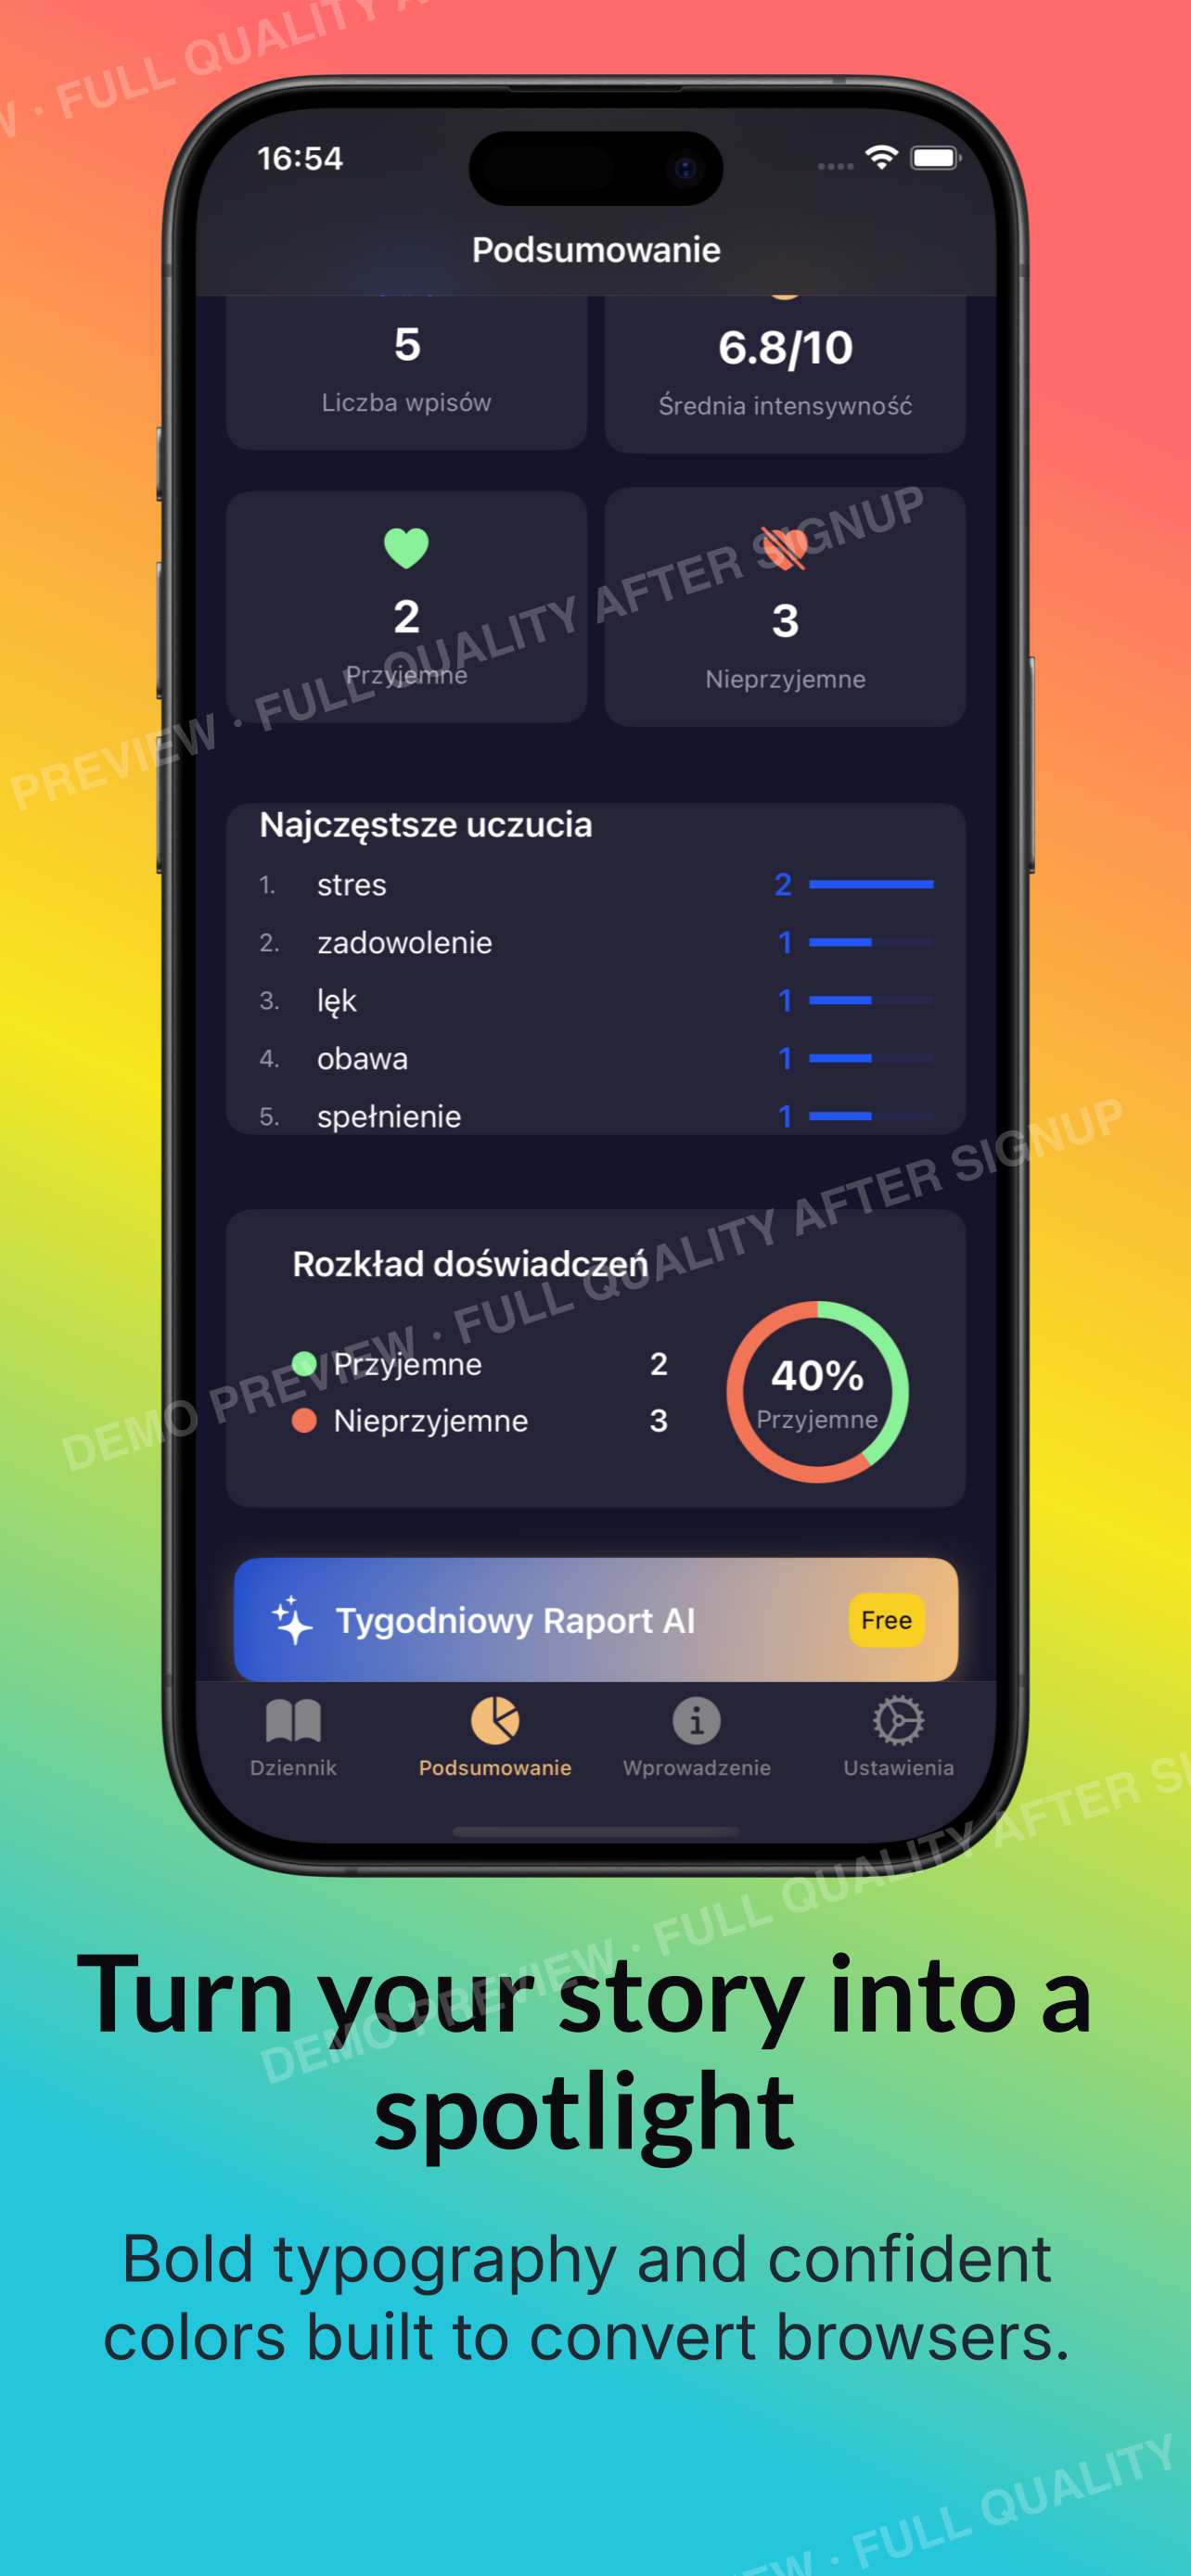 W · FULL QUALITY A
16:54
Podsumowanie
5
Liczba wpisów
6.8/10
Średnia intensywność
2
Przyjemne
3
Nieprzyjemne
PREVIEW · FULL QUALITY AFTER SIGNUP
Najczęstsze uczucia
1. stres 2
2. zadowolenie 1
3. lęk 1
4. obawa 1
5. spełnienie 1
Rozkład doświadczeń
Przyjemne 2
Nieprzyjemne 3
40%
Przyjemne
DEMO PREVIEW · FULL QUALITY AFTER SIGNUP
Tygodniowy Raport AI
Free
Dziennik
Podsumowanie
Wprowadzenie
Ustawienia
DEMO PREVIEW · FULL QUALITY AFTER SI
Turn your story into a
spotlight
Bold typography and confident
colors built to convert browsers.
EW · FULL QUALITY